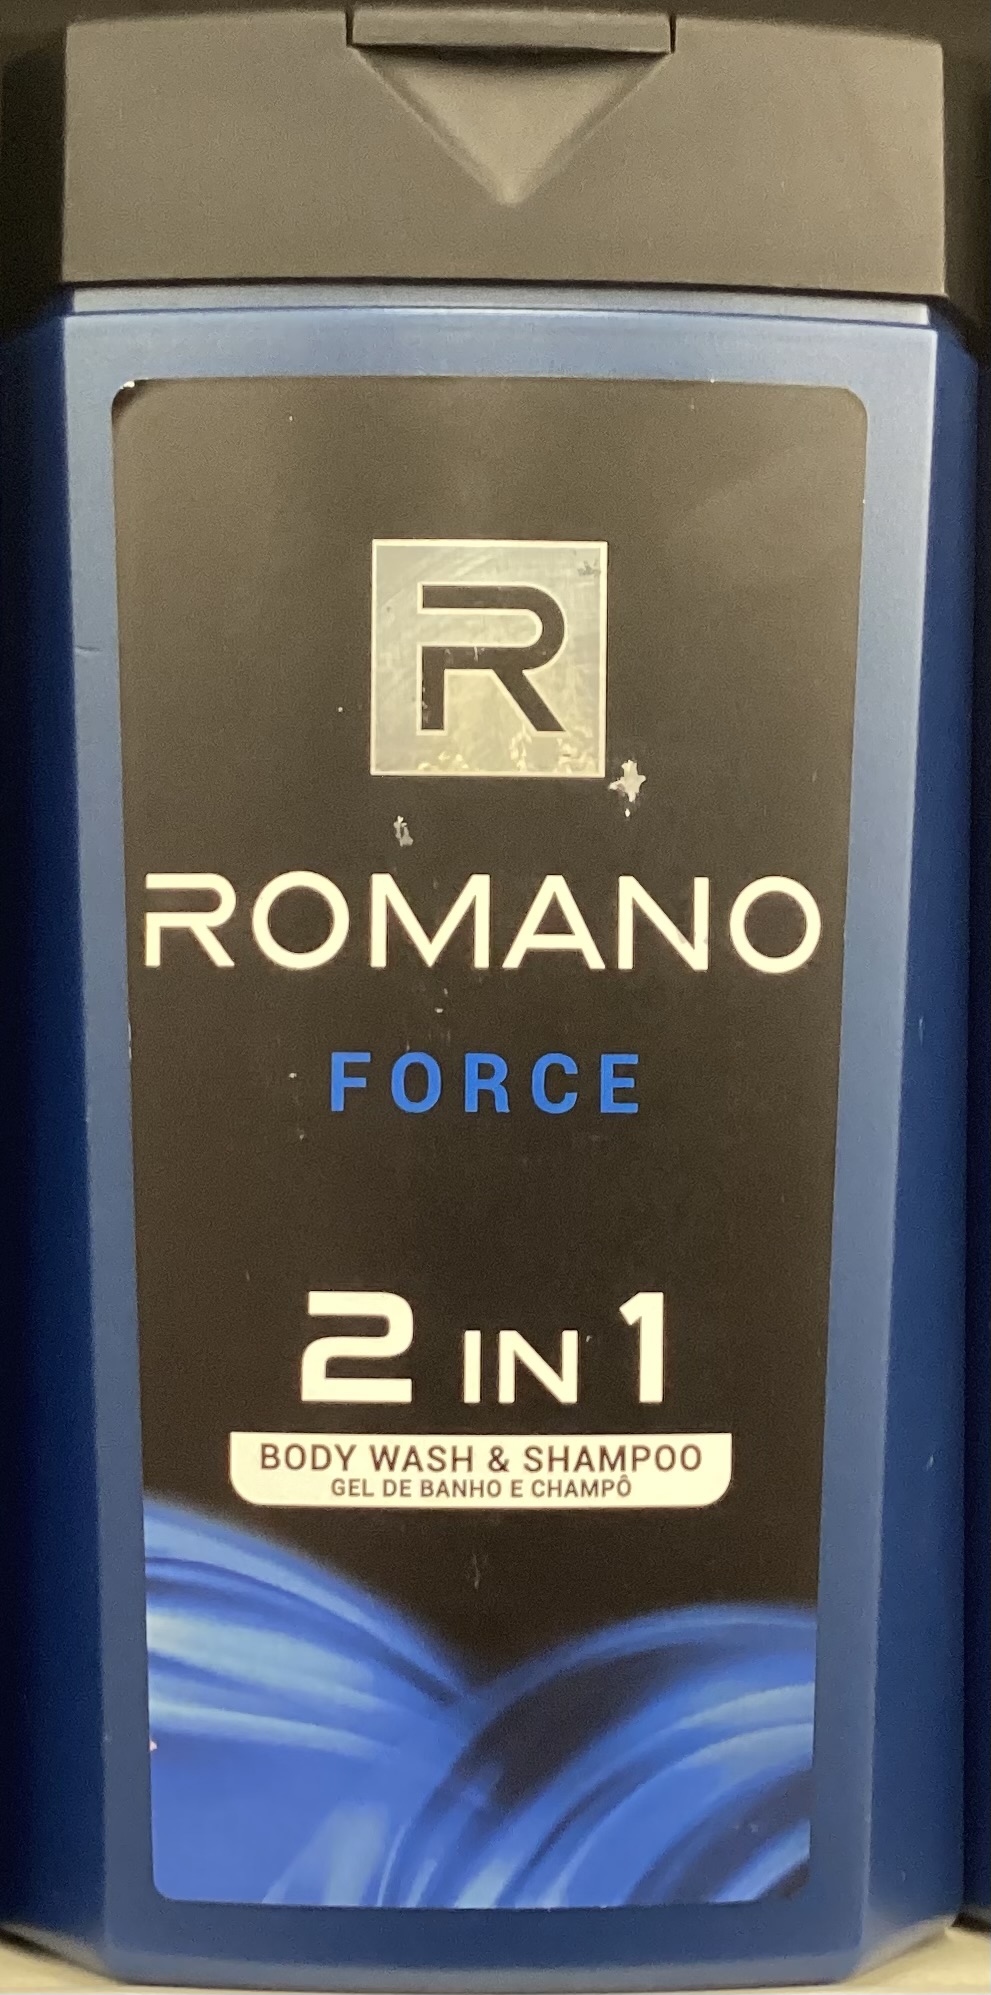 R
ROMANO
FORCE
2 IN 1
BODY WASH & SHAMPOO
GEL DE BANHO E CHAMPÔ